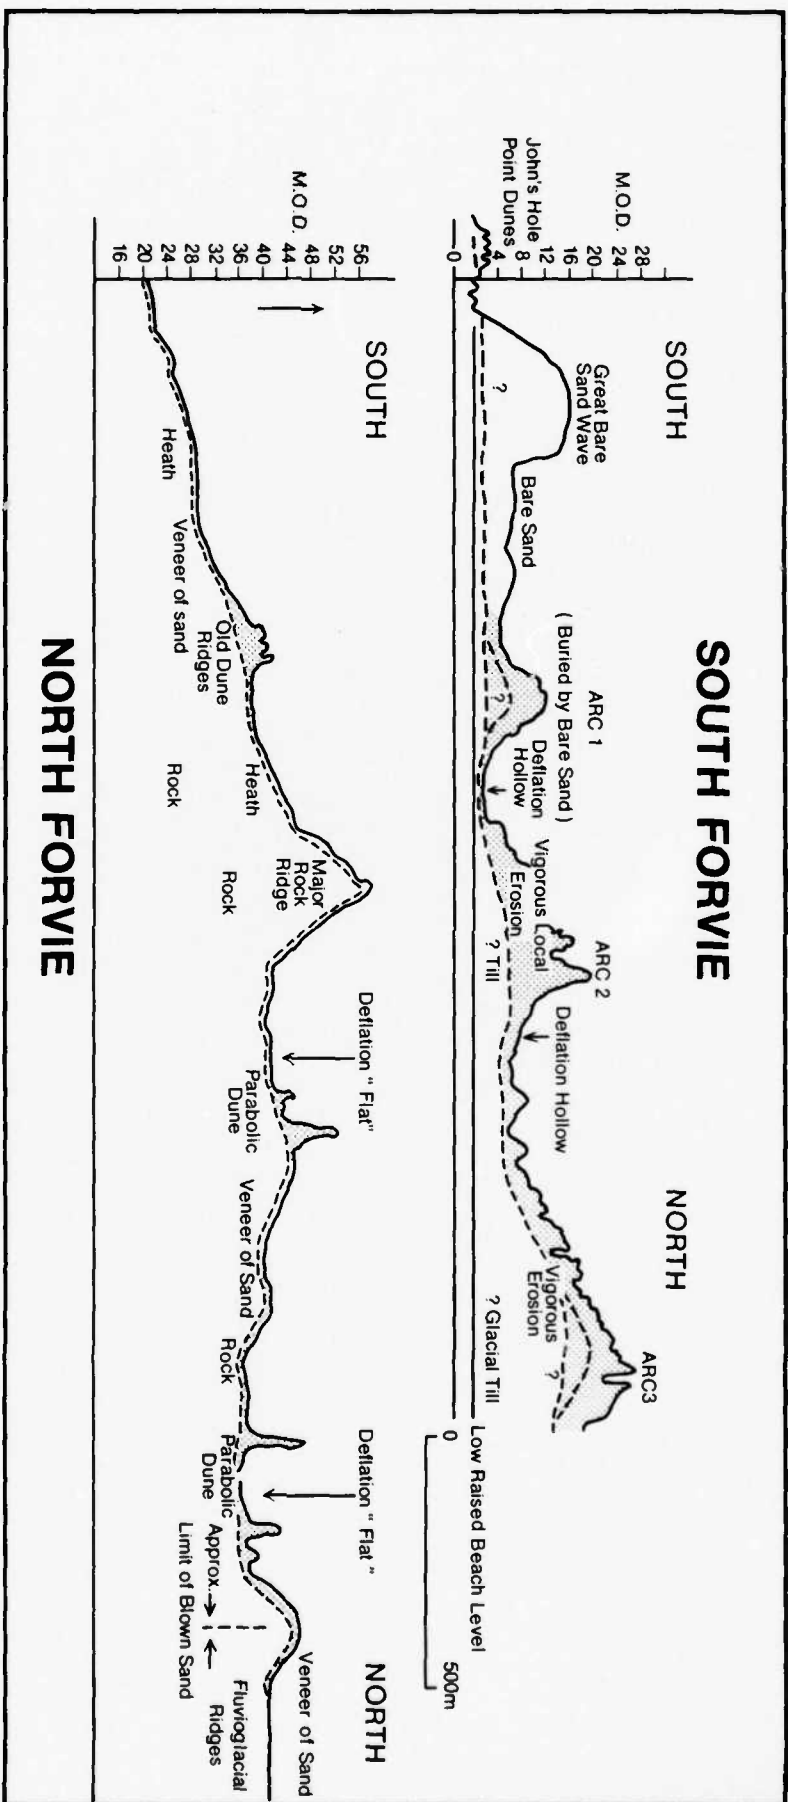 SOUTH FORVIE
SOUTH
NORTH
M.O.D.
28
24
20
16
12
8
4
0
John's Hole
Point Dunes
Great Bare
Sand Wave
?
Bare Sand
ARC 1
( Buried by Bare Sand )
?
Deflation
Hollow
Vigorous Local
Erosion
ARC 2
? Till
Deflation Hollow
Vigorous
Erosion
?
ARC3
? Glacial Till
Low Raised Beach Level
0
500m
SOUTH
NORTH
M.O.D.
56
52
48
44
40
36
32
28
24
20
16
Heath
Veneer of sand
Old Dune
Ridges
Heath
Rock
Major
Rock
Ridge
Rock
Deflation " Flat"
Parabolic
Dune
Veneer of Sand
Rock
Deflation " Flat "
Parabolic
Dune
Approx.
Limit of Blown Sand
Veneer of Sand
Fluvioglacial
Ridges
NORTH FORVIE